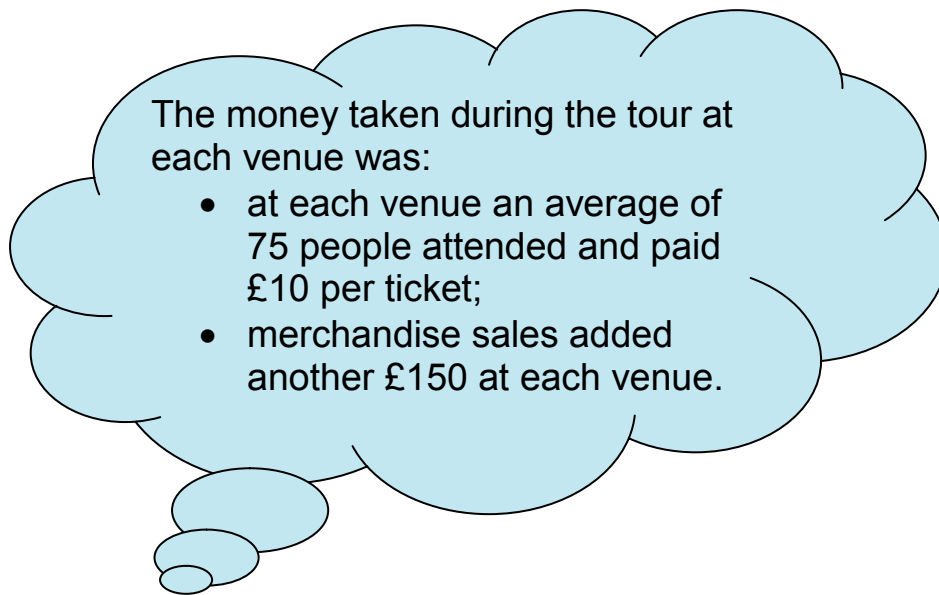 The money taken during the tour at
each venue was:
• at each venue an average of
75 people attended and paid
£10 per ticket;
• merchandise sales added
another £150 at each venue.